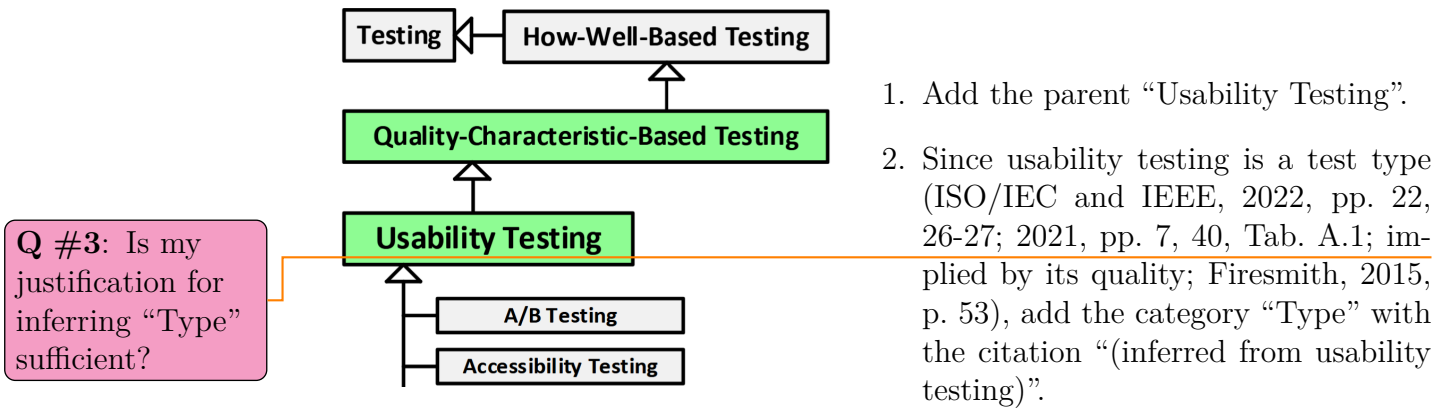 Testing
How-Well-Based Testing
Quality-Characteristic-Based Testing
Usability Testing
A/B Testing
Accessibility Testing
Q #3: Is my
justification for
inferring “Type”
sufficient?
1. Add the parent “Usability Testing”.
2. Since usability testing is a test type
(ISO/IEC and IEEE, 2022, pp. 22,
26-27; 2021, pp. 7, 40, Tab. A.1; im-
plied by its quality; Firesmith, 2015,
p. 53), add the category “Type” with
the citation “(inferred from usability
testing)”.